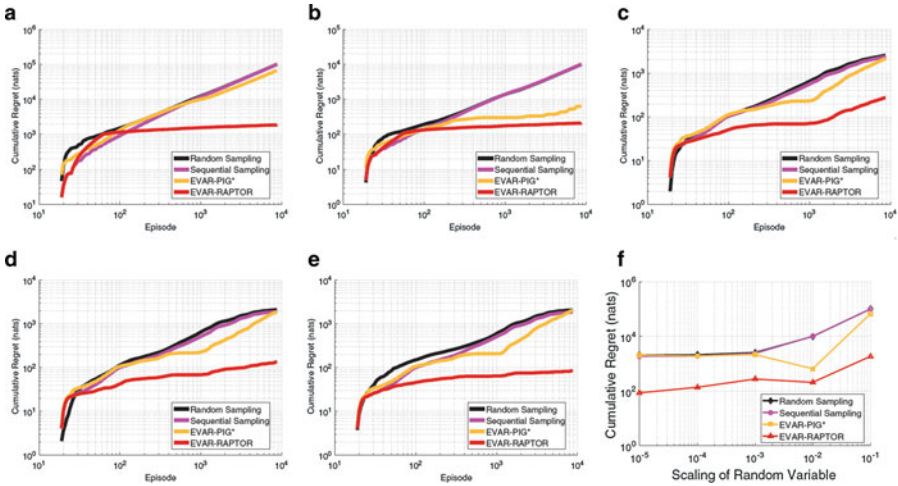 a
10^6
10^5
10^4
10^3
10^2
10^1
Cumulative Regret (nats)
Random Sampling
Sequential Sampling
EVAR-PIG*
EVAR-RAPTOR
10^1 10^2 10^3 10^4
Episode
b
10^5
10^4
10^3
10^2
10^1
10^0
Cumulative Regret (nats)
Random Sampling
Sequential Sampling
EVAR-PIG*
EVAR-RAPTOR
10^1 10^2 10^3 10^4
Episode
c
10^4
10^3
10^2
10^1
10^0
Cumulative Regret (nats)
Random Sampling
Sequential Sampling
EVAR-PIG*
EVAR-RAPTOR
10^1 10^2 10^3 10^4
Episode
d
10^4
10^3
10^2
10^1
10^0
Cumulative Regret (nats)
Random Sampling
Sequential Sampling
EVAR-PIG*
EVAR-RAPTOR
10^1 10^2 10^3 10^4
Episode
e
10^4
10^3
10^2
10^1
10^0
Cumulative Regret (nats)
Random Sampling
Sequential Sampling
EVAR-PIG*
EVAR-RAPTOR
10^1 10^2 10^3 10^4
Episode
f
10^6
10^4
10^2
10^0
Cumulative Regret (nats)
Random Sampling
Sequential Sampling
EVAR-PIG*
EVAR-RAPTOR
10^-5 10^-4 10^-3 10^-2 10^-1
Scaling of Random Variable